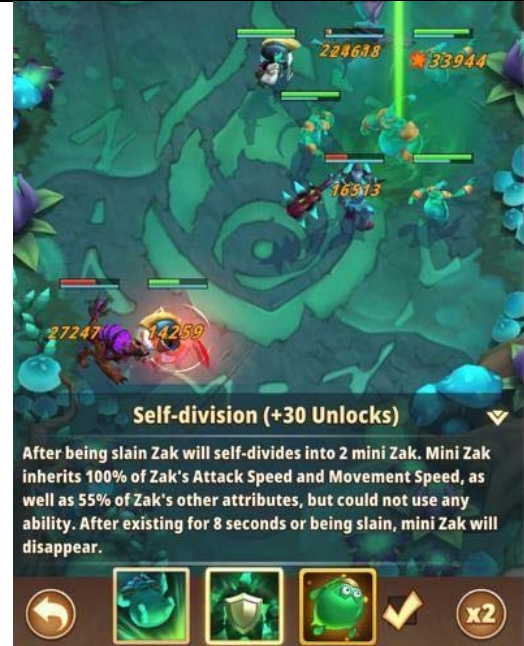 224618
33944
16513
27247
14259
Self-division (+30 Unlocks)
After being slain Zak will self-divides into 2 mini Zak. Mini Zak
inherits 100% of Zak's Attack Speed and Movement Speed, as
well as 55% of Zak's other attributes, but could not use any
ability. After existing for 8 seconds or being slain, mini Zak will
disappear.
x2